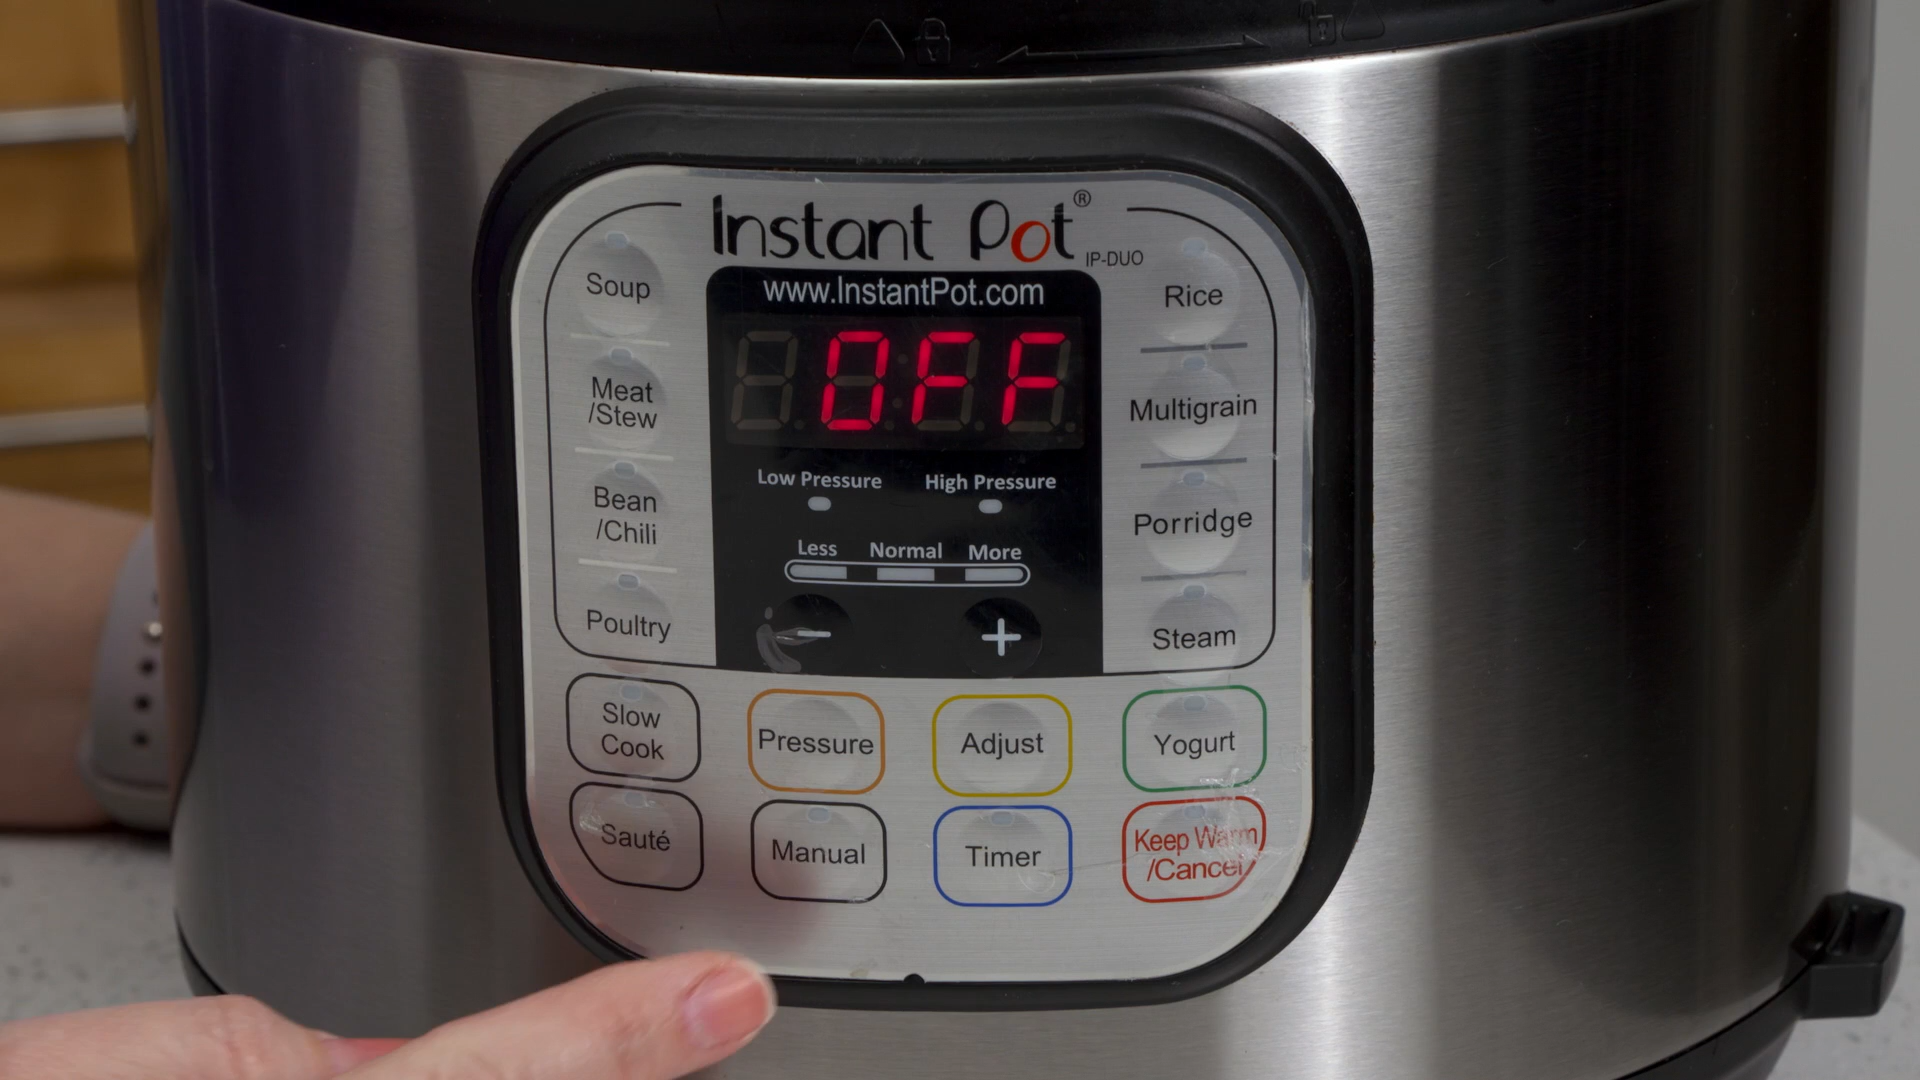 Instant Pot®
IP-DUO
www.InstantPot.com
OFF
Low Pressure
High Pressure
Less
Normal
More
−
+
Soup
Meat
/Stew
Bean
/Chili
Poultry
Rice
Multigrain
Porridge
Steam
Slow
Cook
Pressure
Adjust
Yogurt
Sauté
Manual
Timer
Keep Warm
/Cancel